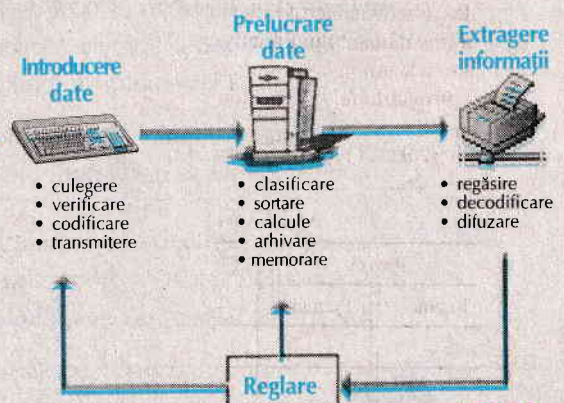 Introducere
date
• culegere
• verificare
• codificare
• transmitere
Prelucrare
date
• clasificare
• sortare
• calcule
• arhivare
• memorare
Extragere
informații
• regăsire
• decodificare
• difuzare
Reglare